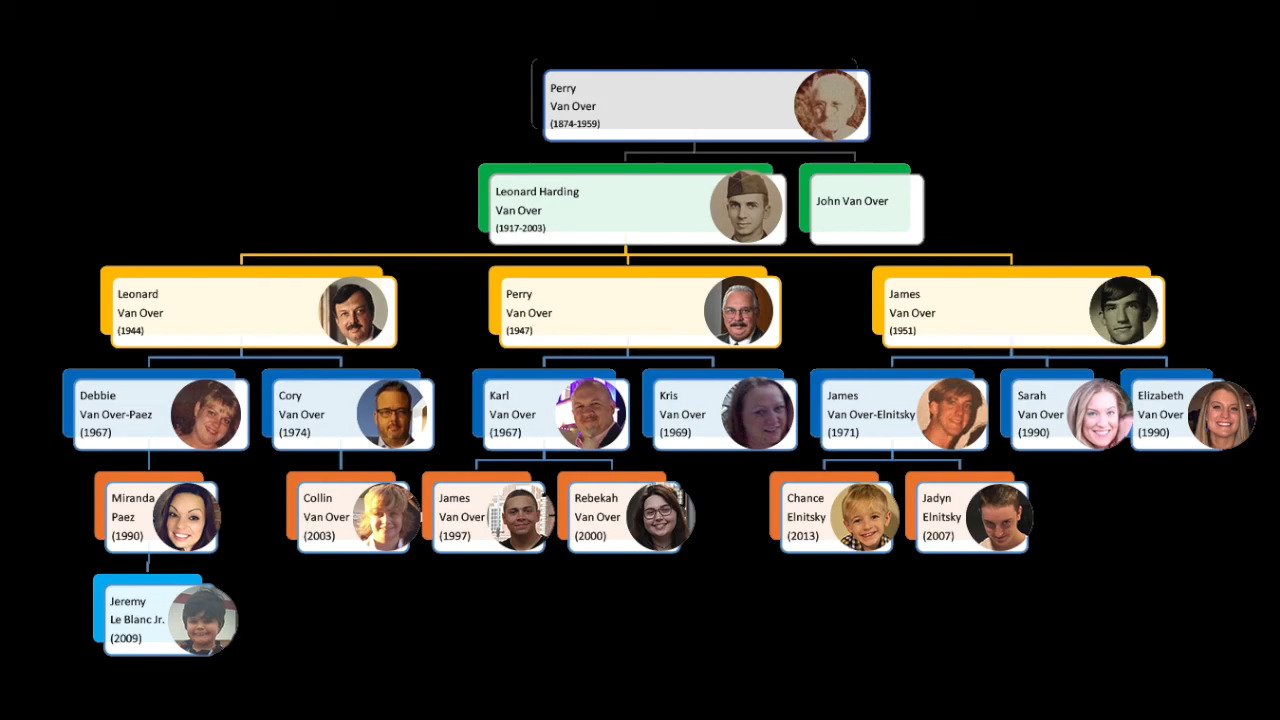 Perry
Van Over
(1874-1959)
Leonard Harding
Van Over
(1917-2003)
John Van Over
Leonard
Van Over
(1944)
Perry
Van Over
(1947)
James
Van Over
(1951)
Debbie
Van Over-Paez
(1967)
Cory
Van Over
(1974)
Karl
Van Over
(1967)
Kris
Van Over
(1969)
James
Van Over-Elnitsky
(1971)
Sarah
Van Over
(1990)
Elizabeth
Van Over
(1990)
Miranda
Paez
(1990)
Collin
Van Over
(2003)
James
Van Over
(1997)
Rebekah
Van Over
(2000)
Chance
Elnitsky
(2013)
Jadyn
Elnitsky
(2007)
Jeremy
Le Blanc Jr.
(2009)